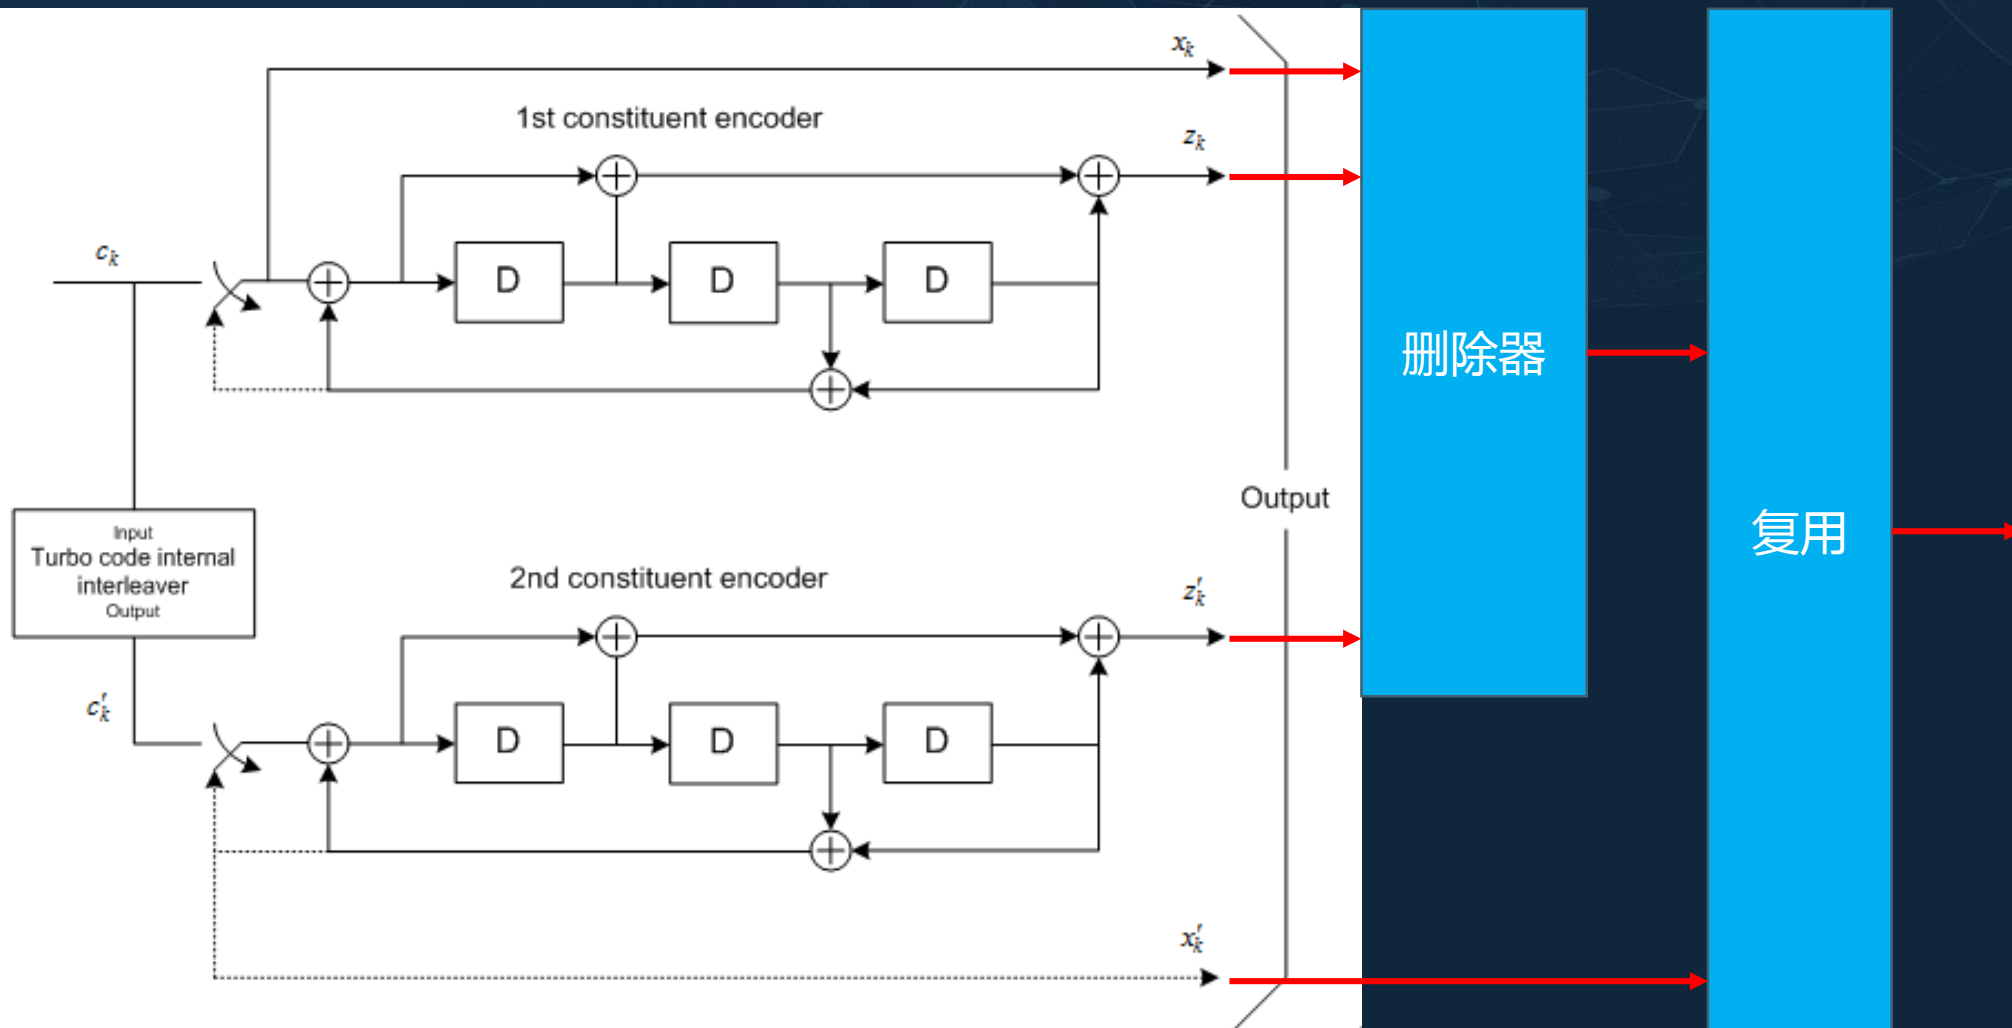 x_k
1st constituent encoder
z_k
c_k
D
D
D
删除器
Output
复用
Input
Turbo code internal
interleaver
Output
2nd constituent encoder
z'_k
c'_k
D
D
D
x'_k